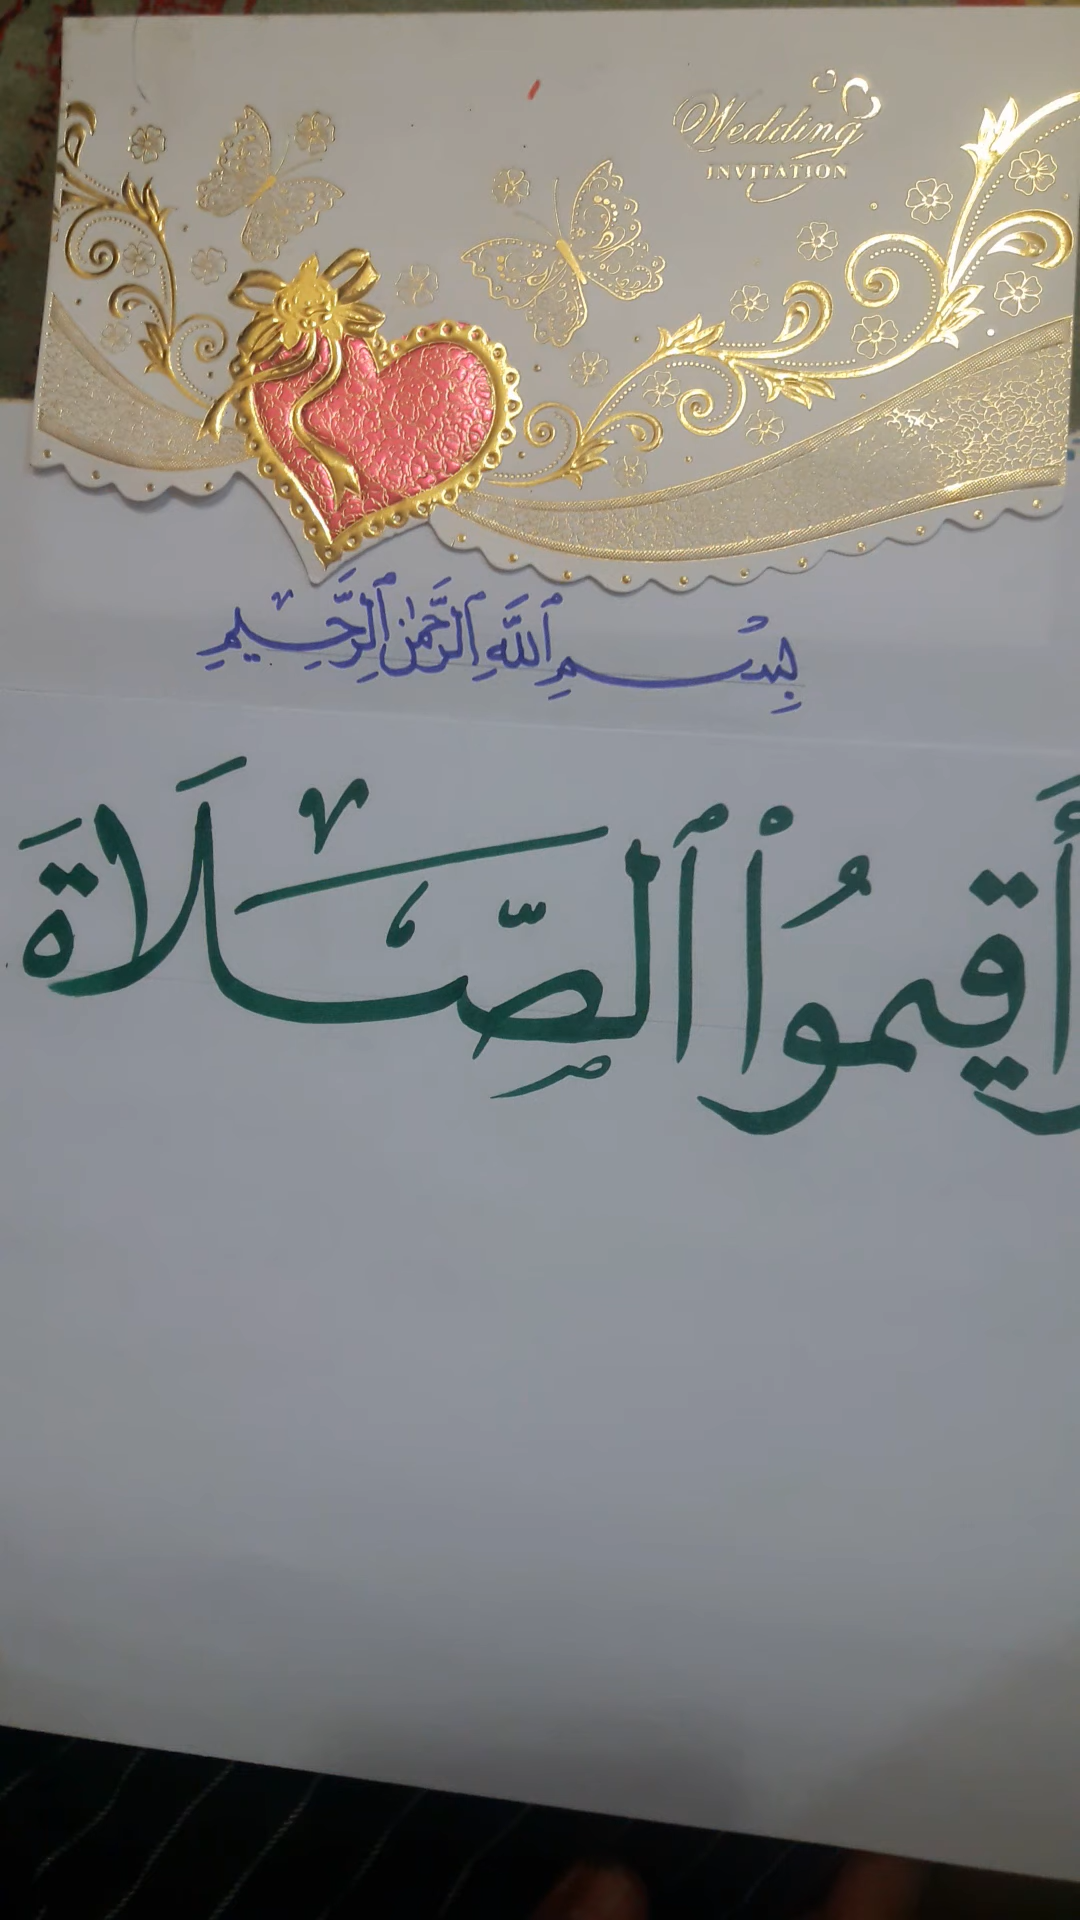 Wedding
INVITATION
بِسْمِ ٱللَّهِ ٱلرَّحْمَٰنِ ٱلرَّحِيمِ
أَقِيمُوا۟ ٱلصَّلَاةَ